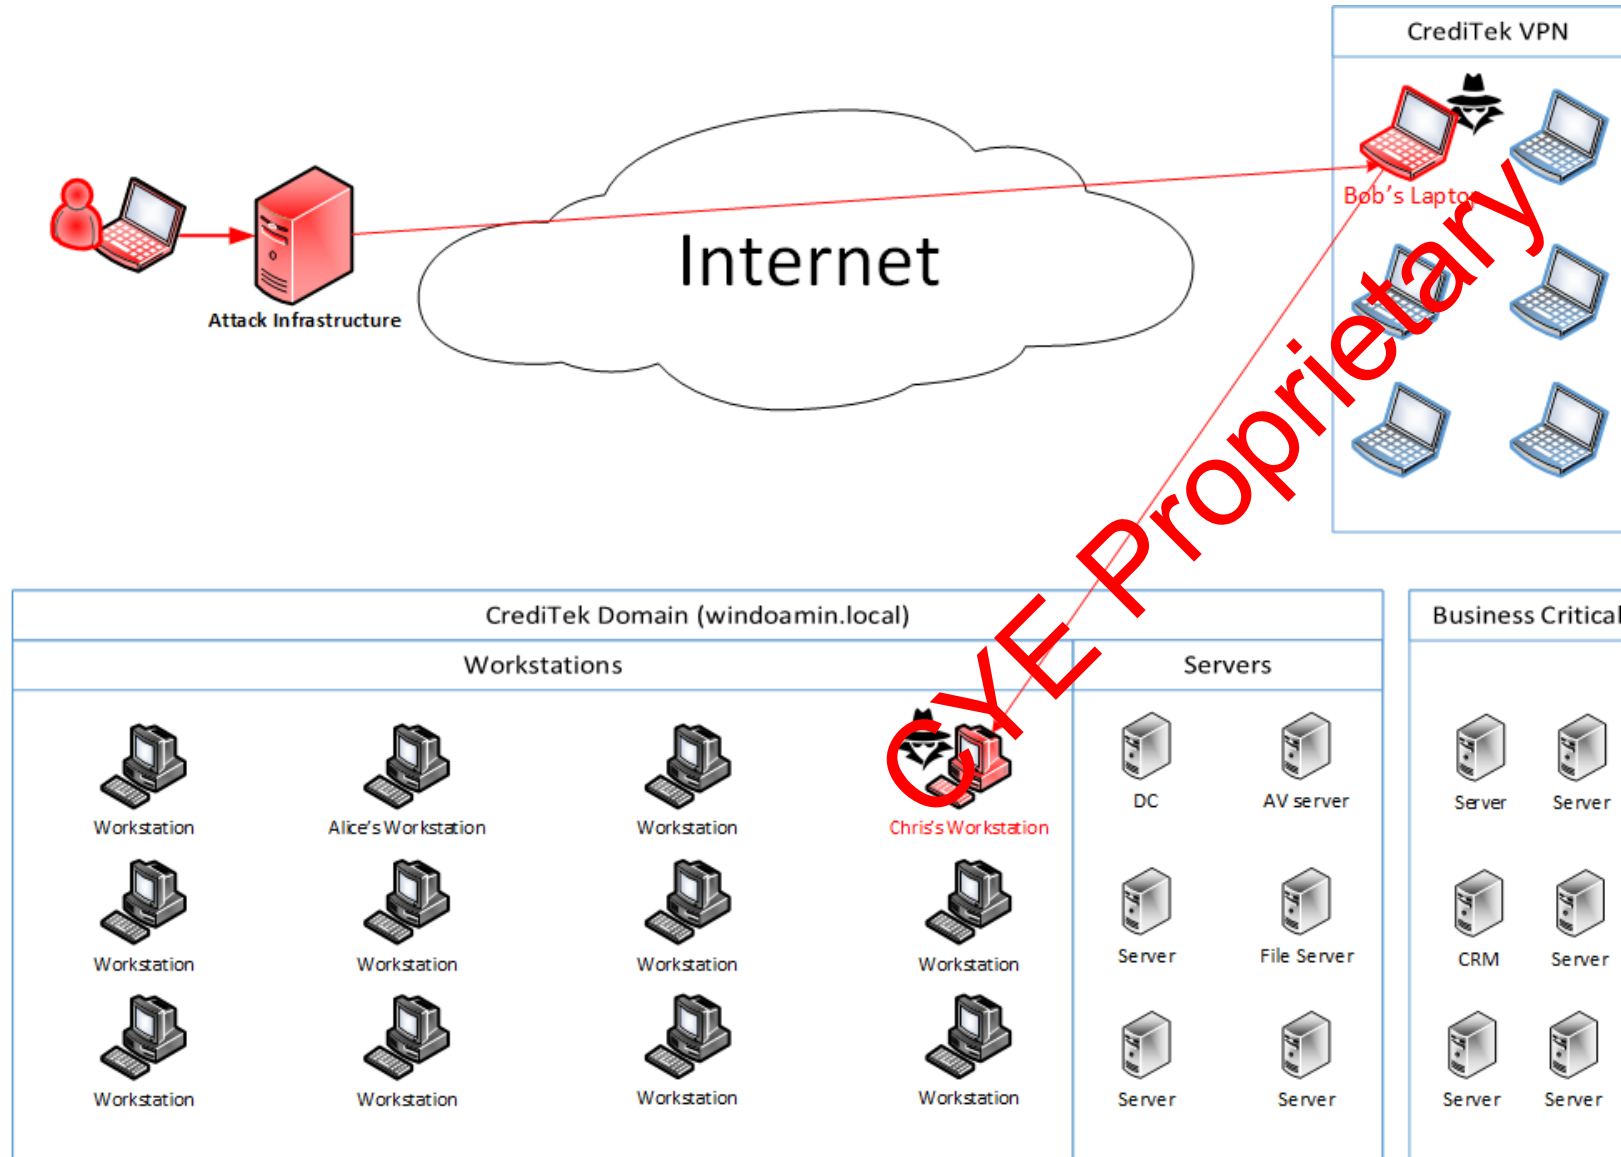 CrediTek VPN
Bob's Laptop
Internet
Attack Infrastructure
CYE Proprietary
CrediTek Domain (windoamin.local)
Business Critical
Workstations
Servers
Workstation
Alice's Workstation
Workstation
Chris's Workstation
DC
AV server
Server
Server
Workstation
Workstation
Workstation
Workstation
Server
File Server
CRM
Server
Workstation
Workstation
Workstation
Workstation
Server
Server
Server
Server